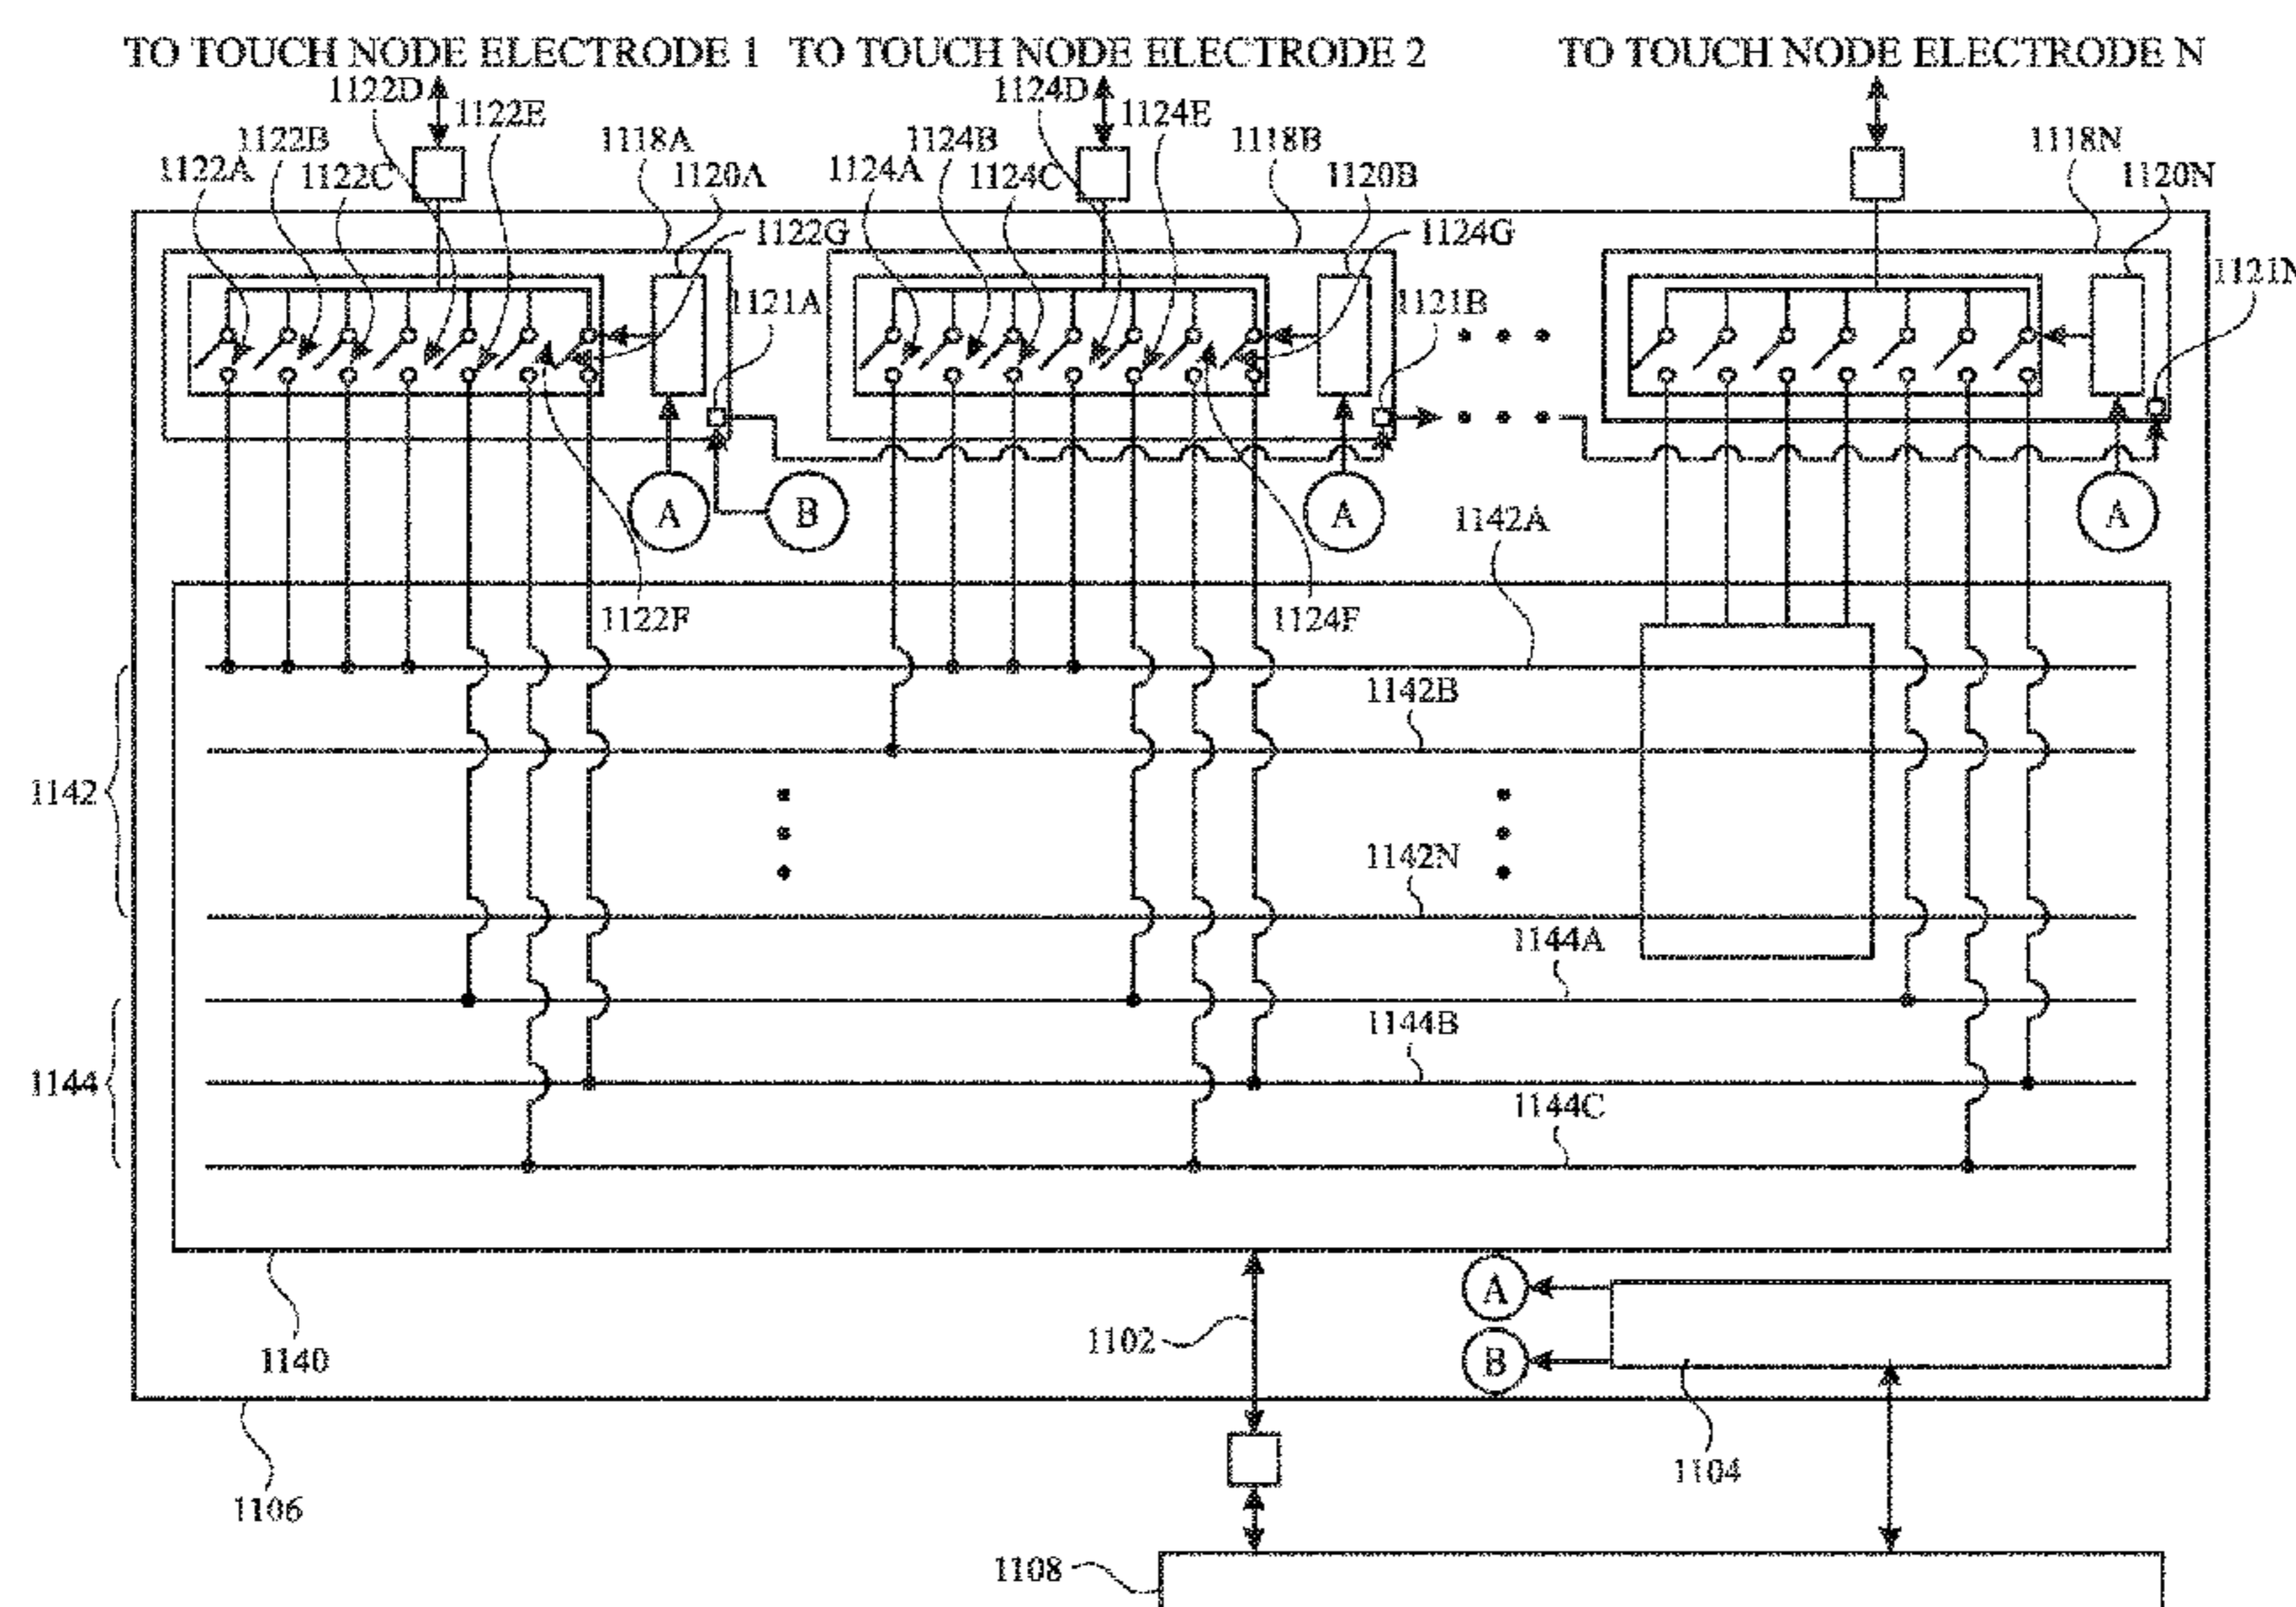 TO TOUCH NODE ELECTRODE 1 TO TOUCH NODE ELECTRODE 2 TO TOUCH NODE ELECTRODE N
1122D 1124D
1122E 1124E
1122B 1118A 1124B 1118B 1118N
1122A 1122C 1120A 1124A 1124C 1120B 1120N
1122G 1124G
1121A 1121B 1121N
A B A A
1142A
1122F 1124F
1142B
1142
1142N
1144A
1144B
1144
1144C
A
1102
B
1140
1104
1106
1108